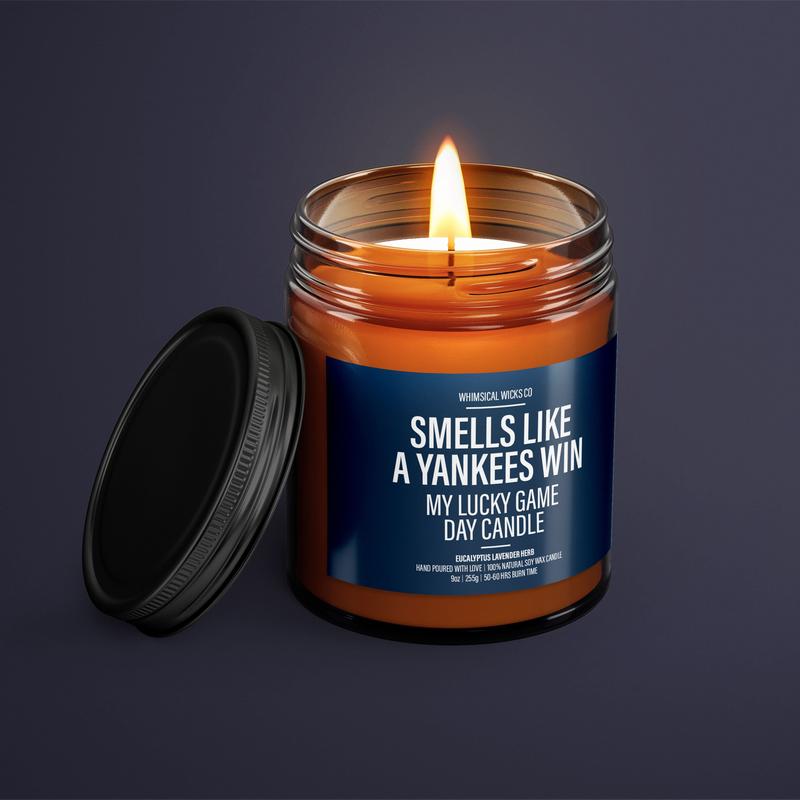 WHIMSICAL WICKS CO
SMELLS LIKE
A YANKEES WIN
MY LUCKY GAME
DAY CANDLE
EUCALYPTUS LAVENDER HERB
HAND POURED WITH LOVE | 100% NATURAL SOY WAX CANDLE
9oz | 255g | 50-60 HRS BURN TIME